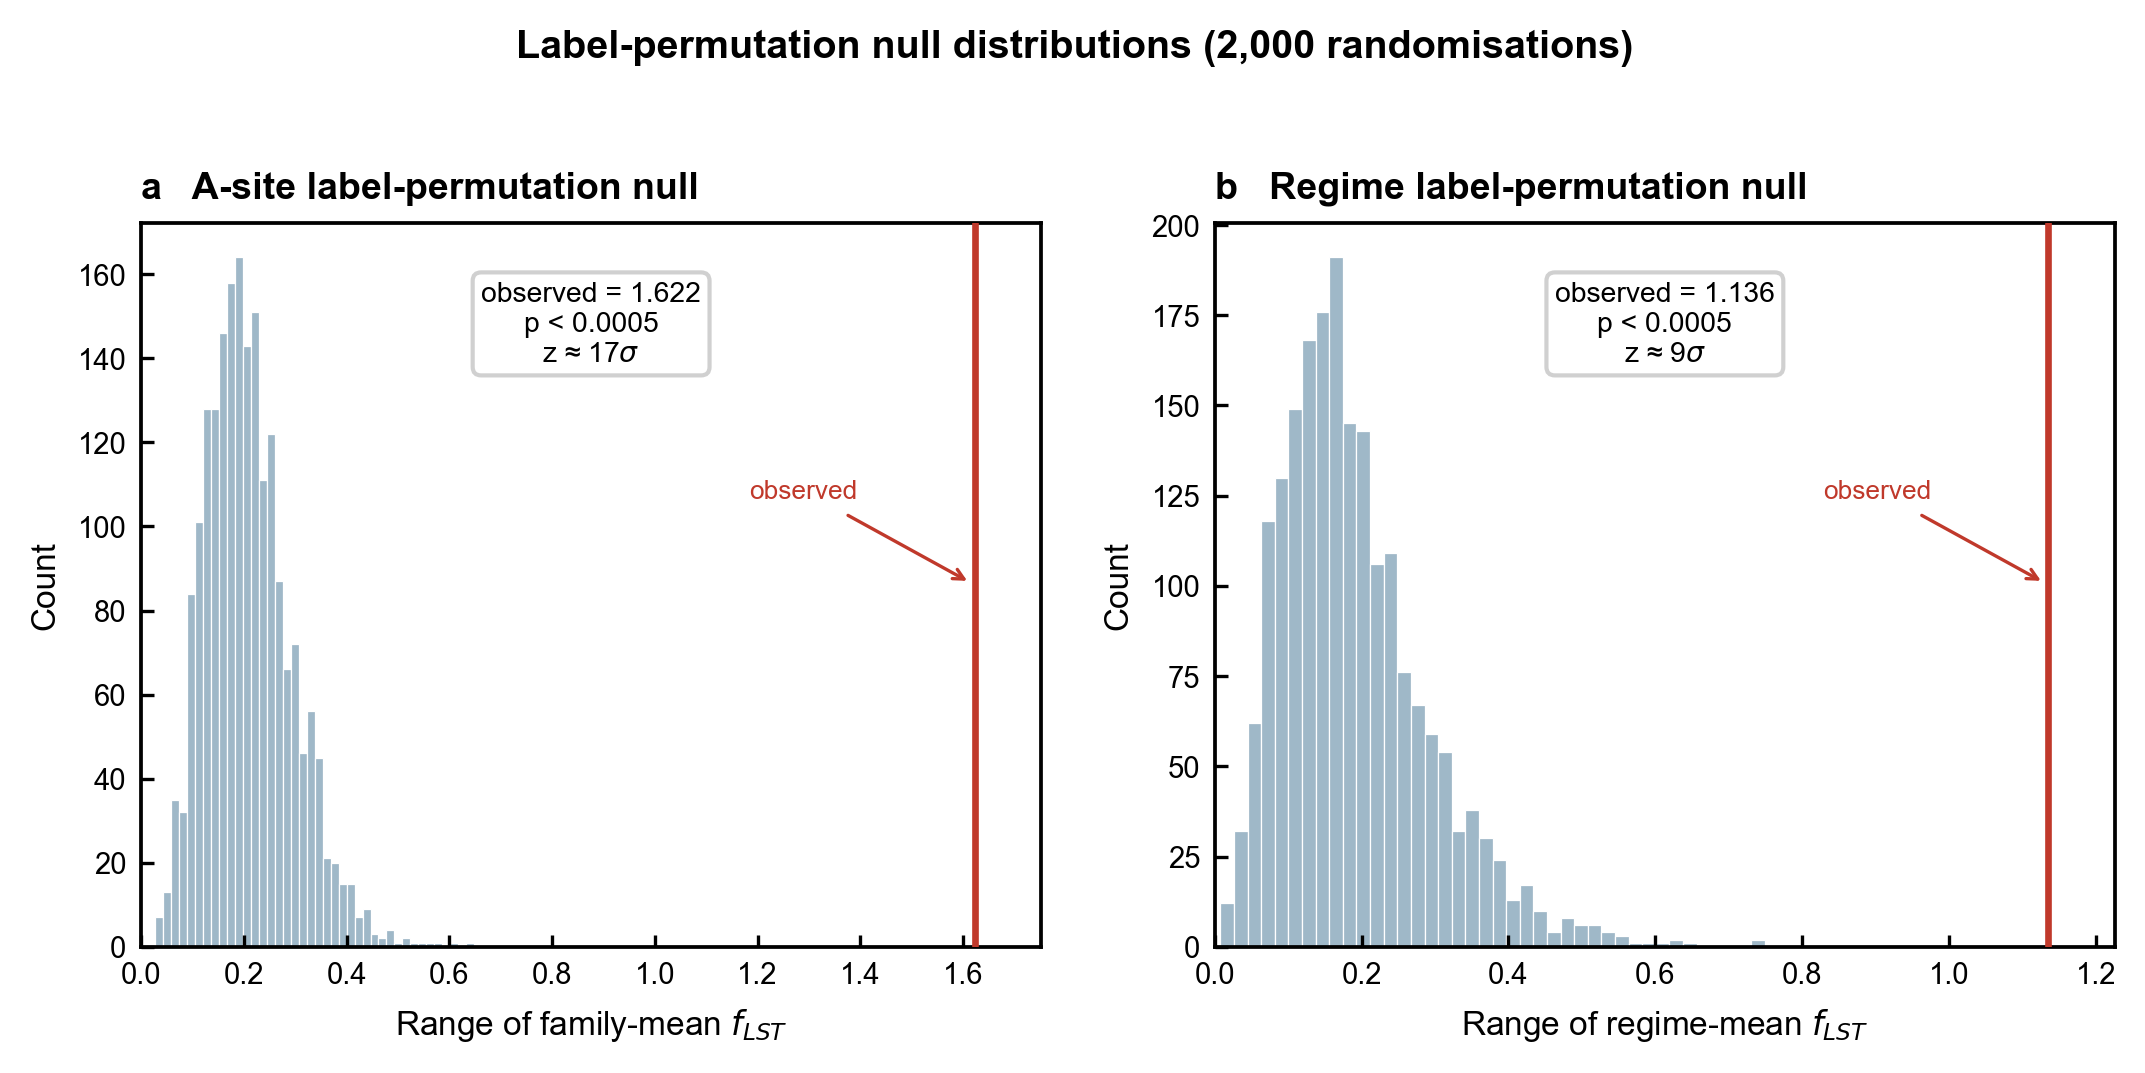 Label-permutation null distributions (2,000 randomisations)
a A-site label-permutation null
160
140
120
100
80
60
40
20
0
Count
observed = 1.622
p < 0.0005
z ≈ 17σ
observed
0.0 0.2 0.4 0.6 0.8 1.0 1.2 1.4 1.6
Range of family-mean f_LST
b Regime label-permutation null
200
175
150
125
100
75
50
25
0
Count
observed = 1.136
p < 0.0005
z ≈ 9σ
observed
0.0 0.2 0.4 0.6 0.8 1.0 1.2
Range of regime-mean f_LST